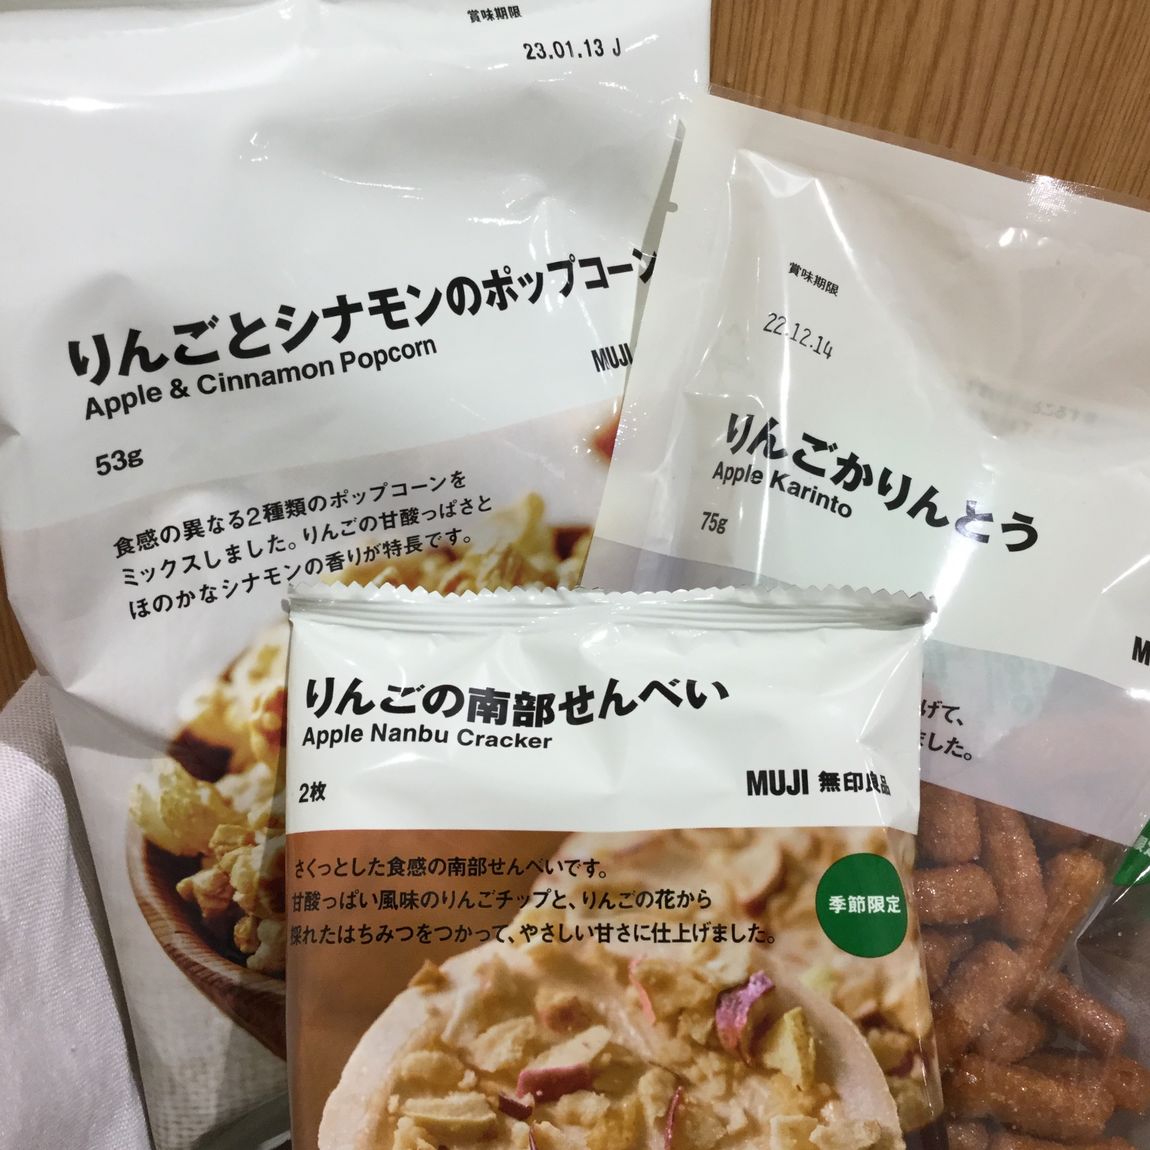 賞味期限
23.01.13 J
りんごとシナモンのポップコーン
Apple & Cinnamon Popcorn
MUJI
53g
食感の異なる2種類のポップコーンを
ミックスしました。りんごの甘酸っぱさと
ほのかなシナモンの香りが特長です。
賞味期限
22.12.14
りんごかりんとう
Apple Karinto
75g
M
げて、
ました。
りんごの南部せんべい
Apple Nanbu Cracker
2枚
MUJI 無印良品
さくっとした食感の南部せんべいです。
甘酸っぱい風味のりんごチップと、りんごの花から
採れたはちみつをつかって、やさしい甘さに仕上げました。
季節限定